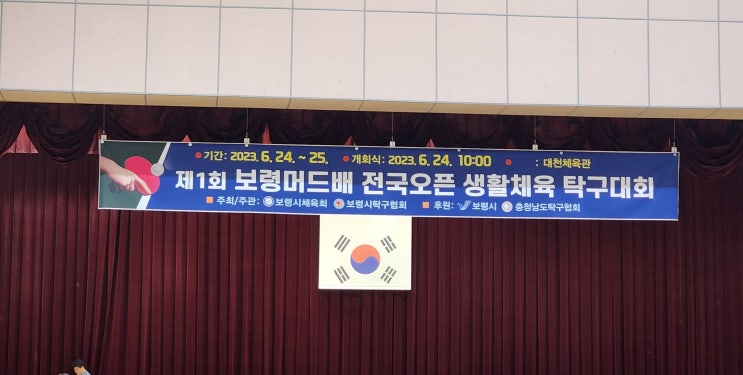 기간: 2023. 6. 24. ~ 25. 개회식: 2023. 6. 24. 10:00 : 대천체육관
제1회 보령머드배 전국오픈 생활체육 탁구대회
주최/주관: 보령시체육회 보령시탁구협회 후원: 보령시 충청남도탁구협회